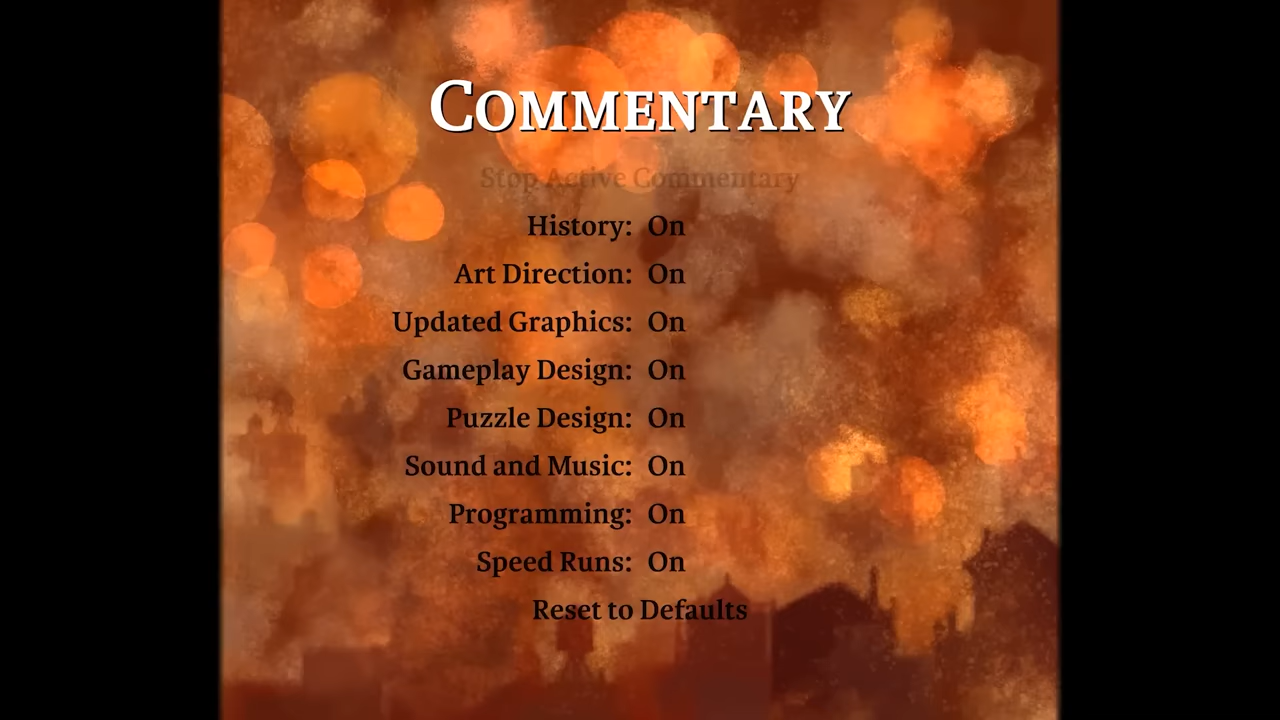 Commentary
Stop Active Commentary
History: On
Art Direction: On
Updated Graphics: On
Gameplay Design: On
Puzzle Design: On
Sound and Music: On
Programming: On
Speed Runs: On
Reset to Defaults